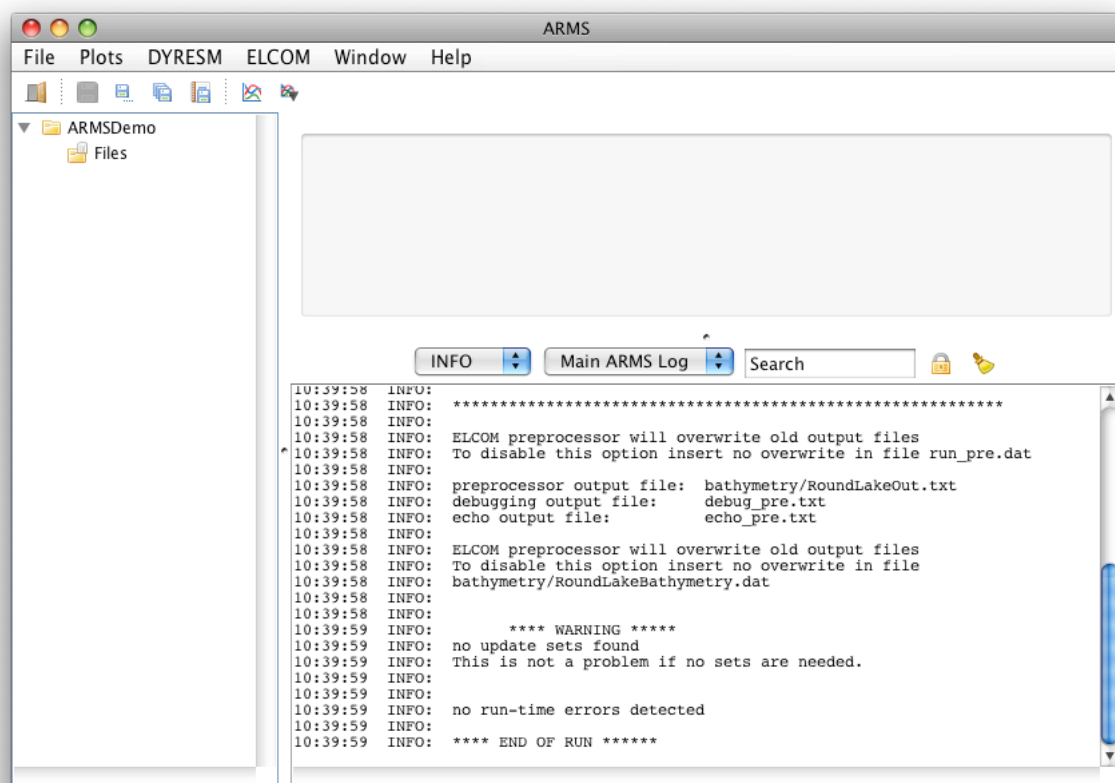 ARMS
File Plots DYRESM ELCOM Window Help
ARMSDemo
Files
INFO Main ARMS Log Search
10:39:58 INFO:
10:39:58 INFO: ***********************************************************
10:39:58 INFO:
10:39:58 INFO: ELCOM preprocessor will overwrite old output files
10:39:58 INFO: To disable this option insert no overwrite in file run_pre.dat
10:39:58 INFO:
10:39:58 INFO: preprocessor output file: bathymetry/RoundLakeOut.txt
10:39:58 INFO: debugging output file: debug_pre.txt
10:39:58 INFO: echo output file: echo_pre.txt
10:39:58 INFO:
10:39:58 INFO: ELCOM preprocessor will overwrite old output files
10:39:58 INFO: To disable this option insert no overwrite in file
10:39:58 INFO: bathymetry/RoundLakeBathymetry.dat
10:39:58 INFO:
10:39:58 INFO:
10:39:59 INFO: **** WARNING *****
10:39:59 INFO: no update sets found
10:39:59 INFO: This is not a problem if no sets are needed.
10:39:59 INFO:
10:39:59 INFO:
10:39:59 INFO: no run-time errors detected
10:39:59 INFO:
10:39:59 INFO: **** END OF RUN ******